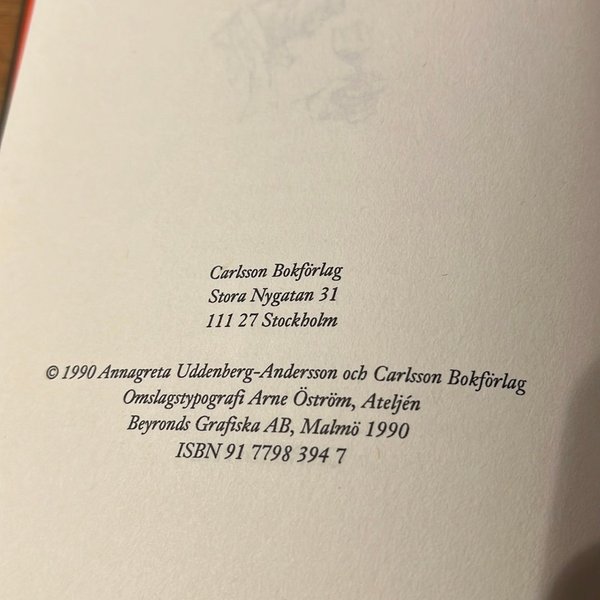 Carlsson Bokförlag
Stora Nygatan 31
111 27 Stockholm
© 1990 Annagreta Uddenberg-Andersson och Carlsson Bokförlag
Omslagstypografi Arne Öström, Ateljén
Beyronds Grafiska AB, Malmö 1990
ISBN 91 7798 394 7